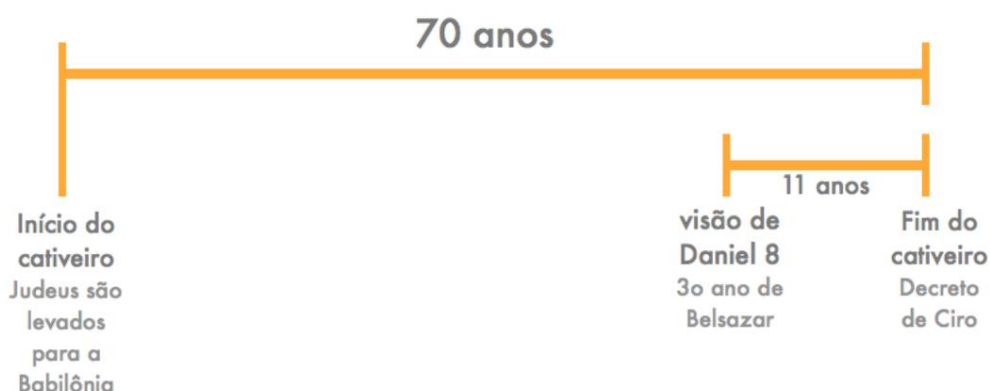 70 anos
11 anos
Início do
cativeiro
Judeus são
levados
para a
Babilônia
visão de
Daniel 8
3o ano de
Belsazar
Fim do
cativeiro
Decreto
de Ciro